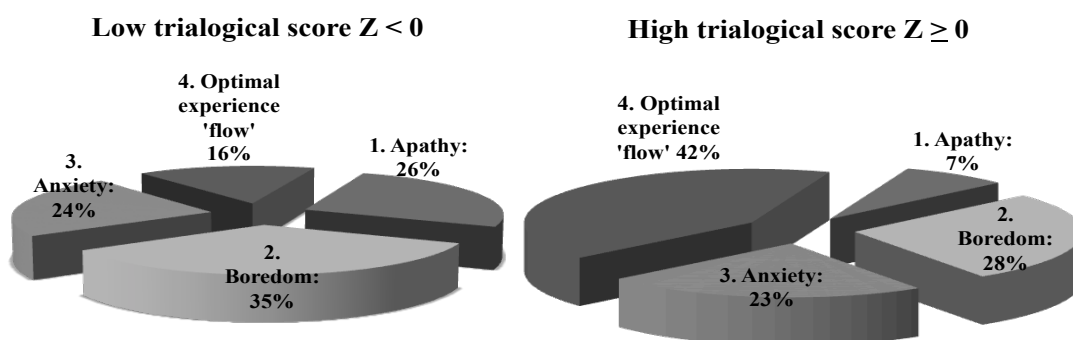 Low trialogical score Z < 0
4. Optimal
experience
'flow'
16%
1. Apathy:
26%
3.
Anxiety:
24%
2.
Boredom:
35%
High trialogical score Z ≥ 0
4. Optimal
experience
'flow' 42%
1. Apathy:
7%
2.
Boredom:
28%
3. Anxiety:
23%